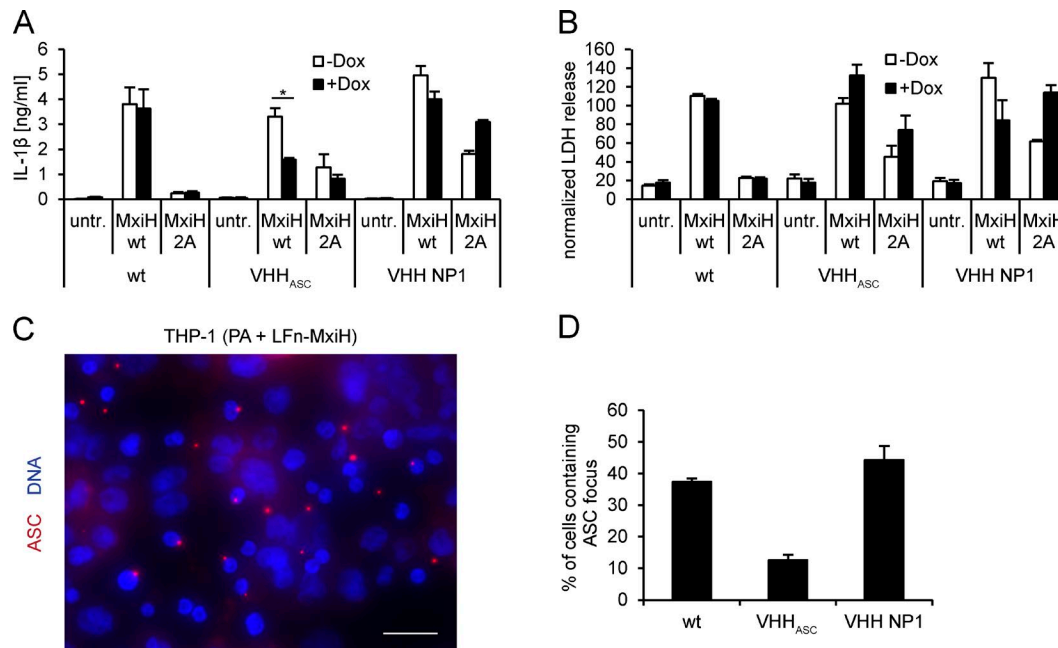 A
IL-1β [ng/ml]
6
5
4
3
2
1
0
-Dox
+Dox
*
untr. MxiH wt MxiH 2A untr. MxiH wt MxiH 2A untr. MxiH wt MxiH 2A
wt VHHASC VHH NP1
B
normalized LDH release
160
140
120
100
80
60
40
20
0
-Dox
+Dox
untr. MxiH wt MxiH 2A untr. MxiH wt MxiH 2A untr. MxiH wt MxiH 2A
wt VHHASC VHH NP1
C
THP-1 (PA + LFn-MxiH)
ASC DNA
D
% of cells containing
ASC focus
60
50
40
30
20
10
0
wt VHHASC VHH NP1